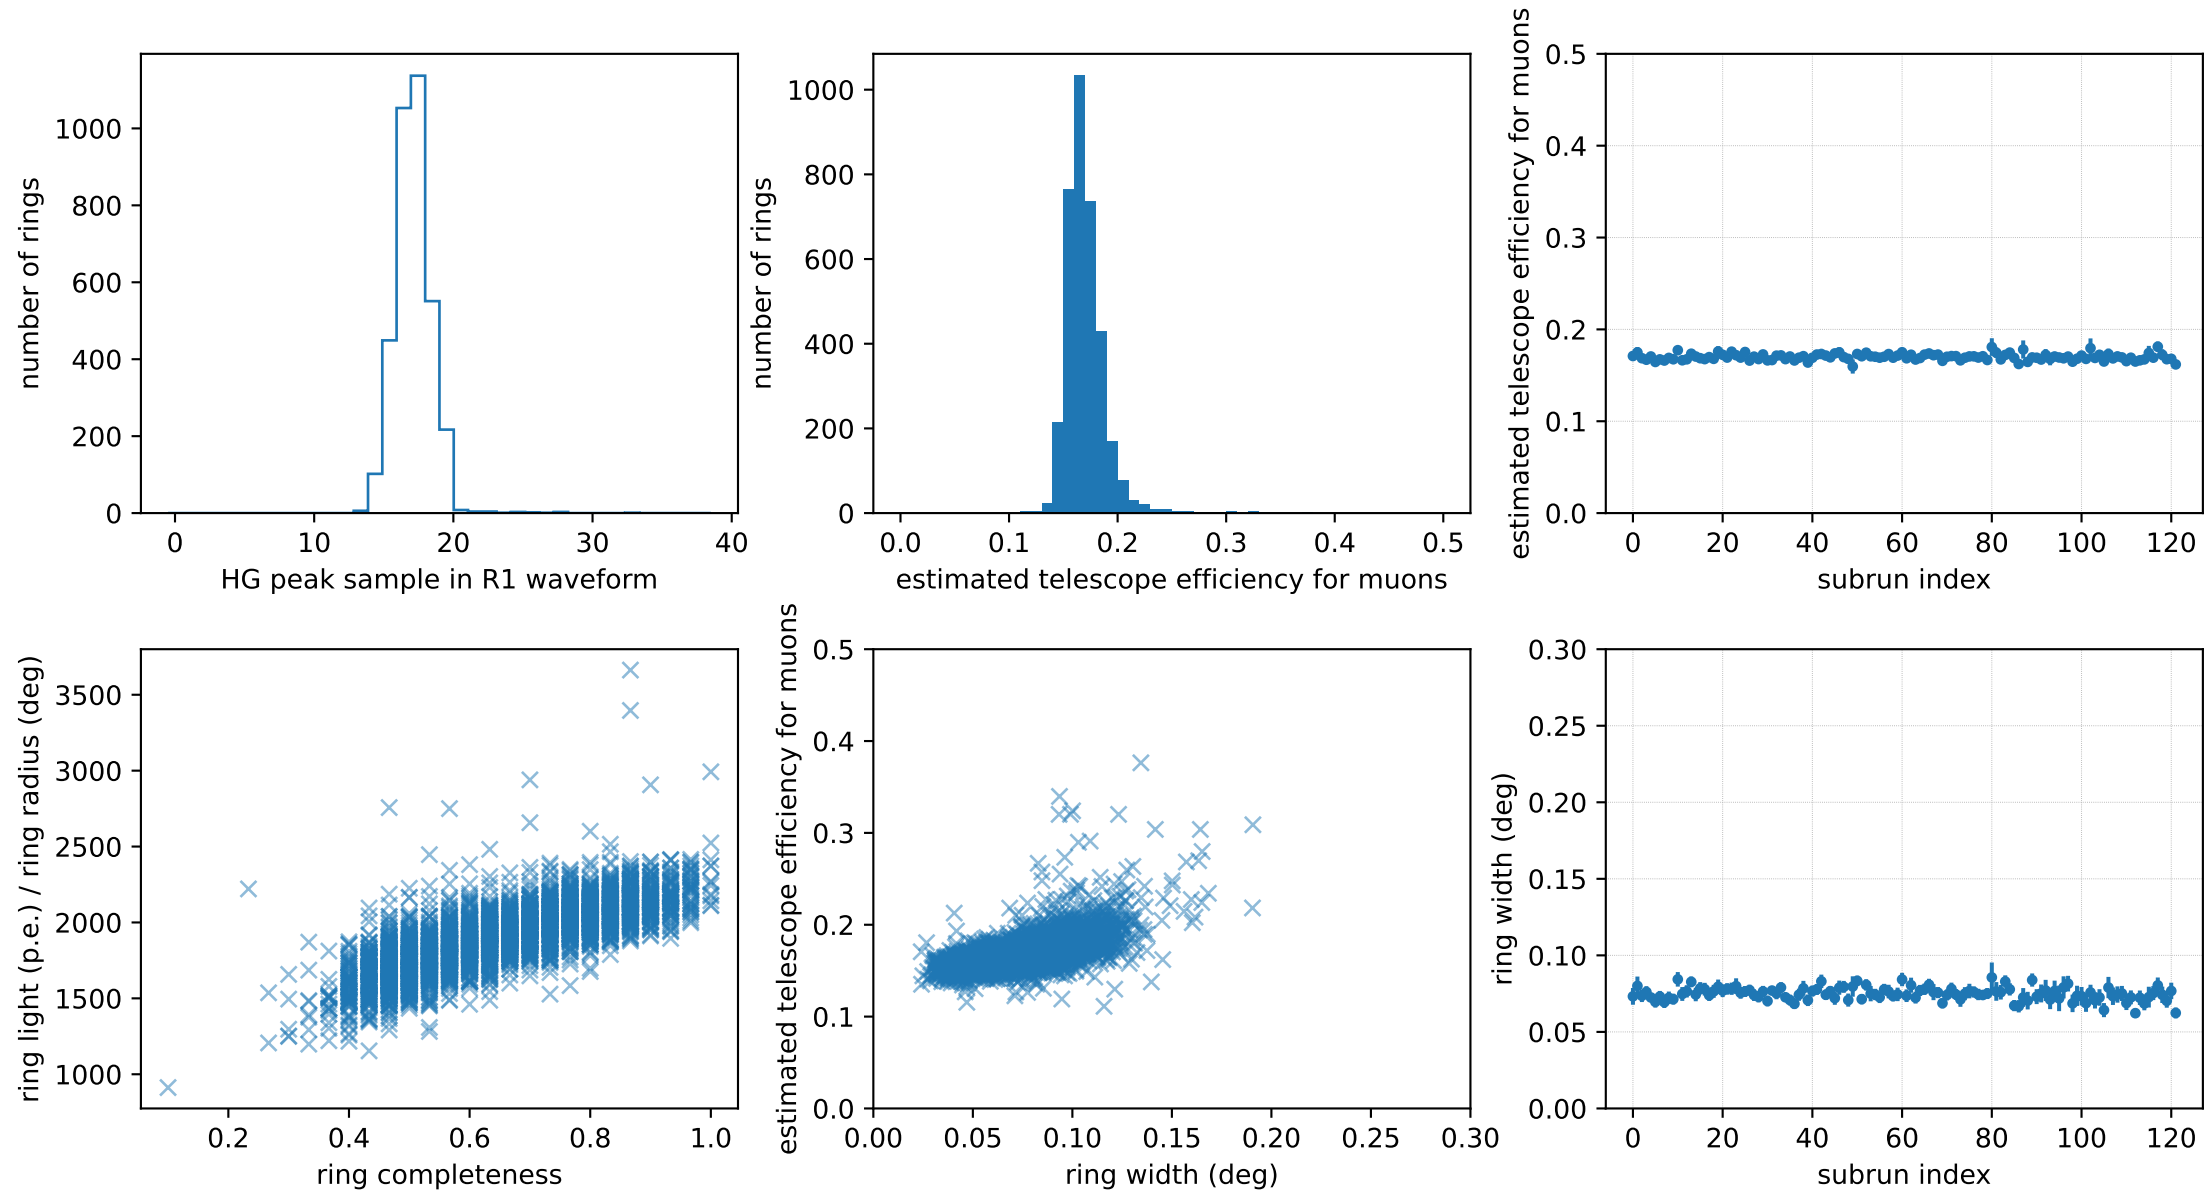 number of rings
1000
800
600
400
200
0
0 10 20 30 40
HG peak sample in R1 waveform
number of rings
1000
800
600
400
200
0
0.0 0.1 0.2 0.3 0.4 0.5
estimated telescope efficiency for muons
estimated telescope efficiency for muons
0.5
0.4
0.3
0.2
0.1
0.0
0 20 40 60 80 100 120
subrun index
ring light (p.e.) / ring radius (deg)
3500
3000
2500
2000
1500
1000
0.2 0.4 0.6 0.8 1.0
ring completeness
estimated telescope efficiency for muons
0.5
0.4
0.3
0.2
0.1
0.0
0.00 0.05 0.10 0.15 0.20 0.25 0.30
ring width (deg)
ring width (deg)
0.30
0.25
0.20
0.15
0.10
0.05
0.00
0 20 40 60 80 100 120
subrun index